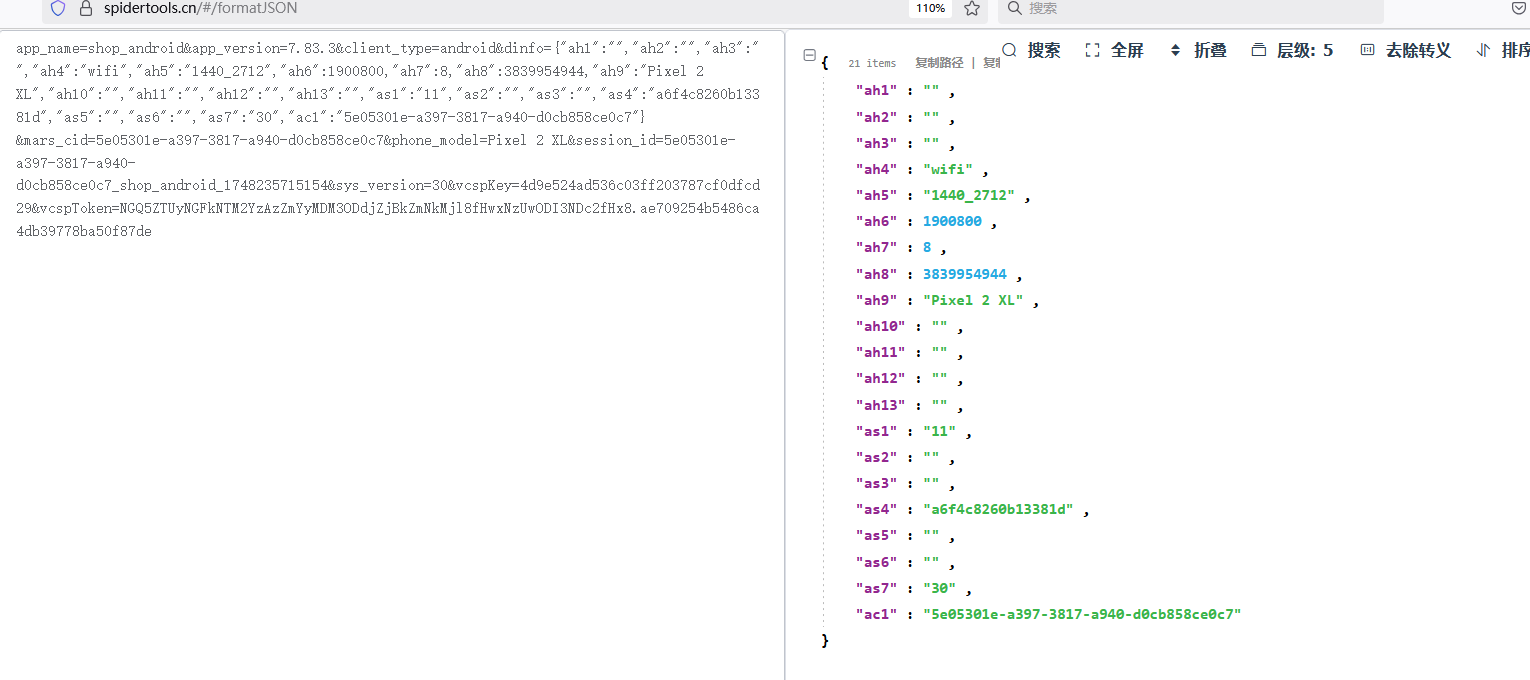 spidertools.cn/#/formatJSON
110%
搜索
app_name=shop_android&app_version=7.83.3&client_type=android&dinfo={"ah1":"","ah2":"","ah3":"
","ah4":"wifi","ah5":"1440_2712","ah6":1900800,"ah7":8,"ah8":3839954944,"ah9":"Pixel 2
XL","ah10":"","ah11":"","ah12":"","ah13":"","as1":"11","as2":"","as3":"","as4":"a6f4c8260b133
81d","as5":"","as6":"","as7":"30","ac1":"5e05301e-a397-3817-a940-d0cb858ce0c7"}
&mars_cid=5e05301e-a397-3817-a940-d0cb858ce0c7&phone_model=Pixel 2 XL&session_id=5e05301e-
a397-3817-a940-
d0cb858ce0c7_shop_android_1748235715154&sys_version=30&vcspKey=4d9e524ad536c03ff203787cf0dfcd
29&vcspToken=NGQ5ZTUyNGFkNTM2YzAzZmYyMDM3ODdjZjBkZmNkMjl8fHwxNzUwODI3NDc2fHx8.ae709254b5486ca
4db39778ba50f87de
搜索 全屏 折叠 层级: 5 去除转义 排序
{ 21 items 复制路径 | 复制
"ah1" : "" ,
"ah2" : "" ,
"ah3" : "" ,
"ah4" : "wifi" ,
"ah5" : "1440_2712" ,
"ah6" : 1900800 ,
"ah7" : 8 ,
"ah8" : 3839954944 ,
"ah9" : "Pixel 2 XL" ,
"ah10" : "" ,
"ah11" : "" ,
"ah12" : "" ,
"ah13" : "" ,
"as1" : "11" ,
"as2" : "" ,
"as3" : "" ,
"as4" : "a6f4c8260b13381d" ,
"as5" : "" ,
"as6" : "" ,
"as7" : "30" ,
"ac1" : "5e05301e-a397-3817-a940-d0cb858ce0c7"
}